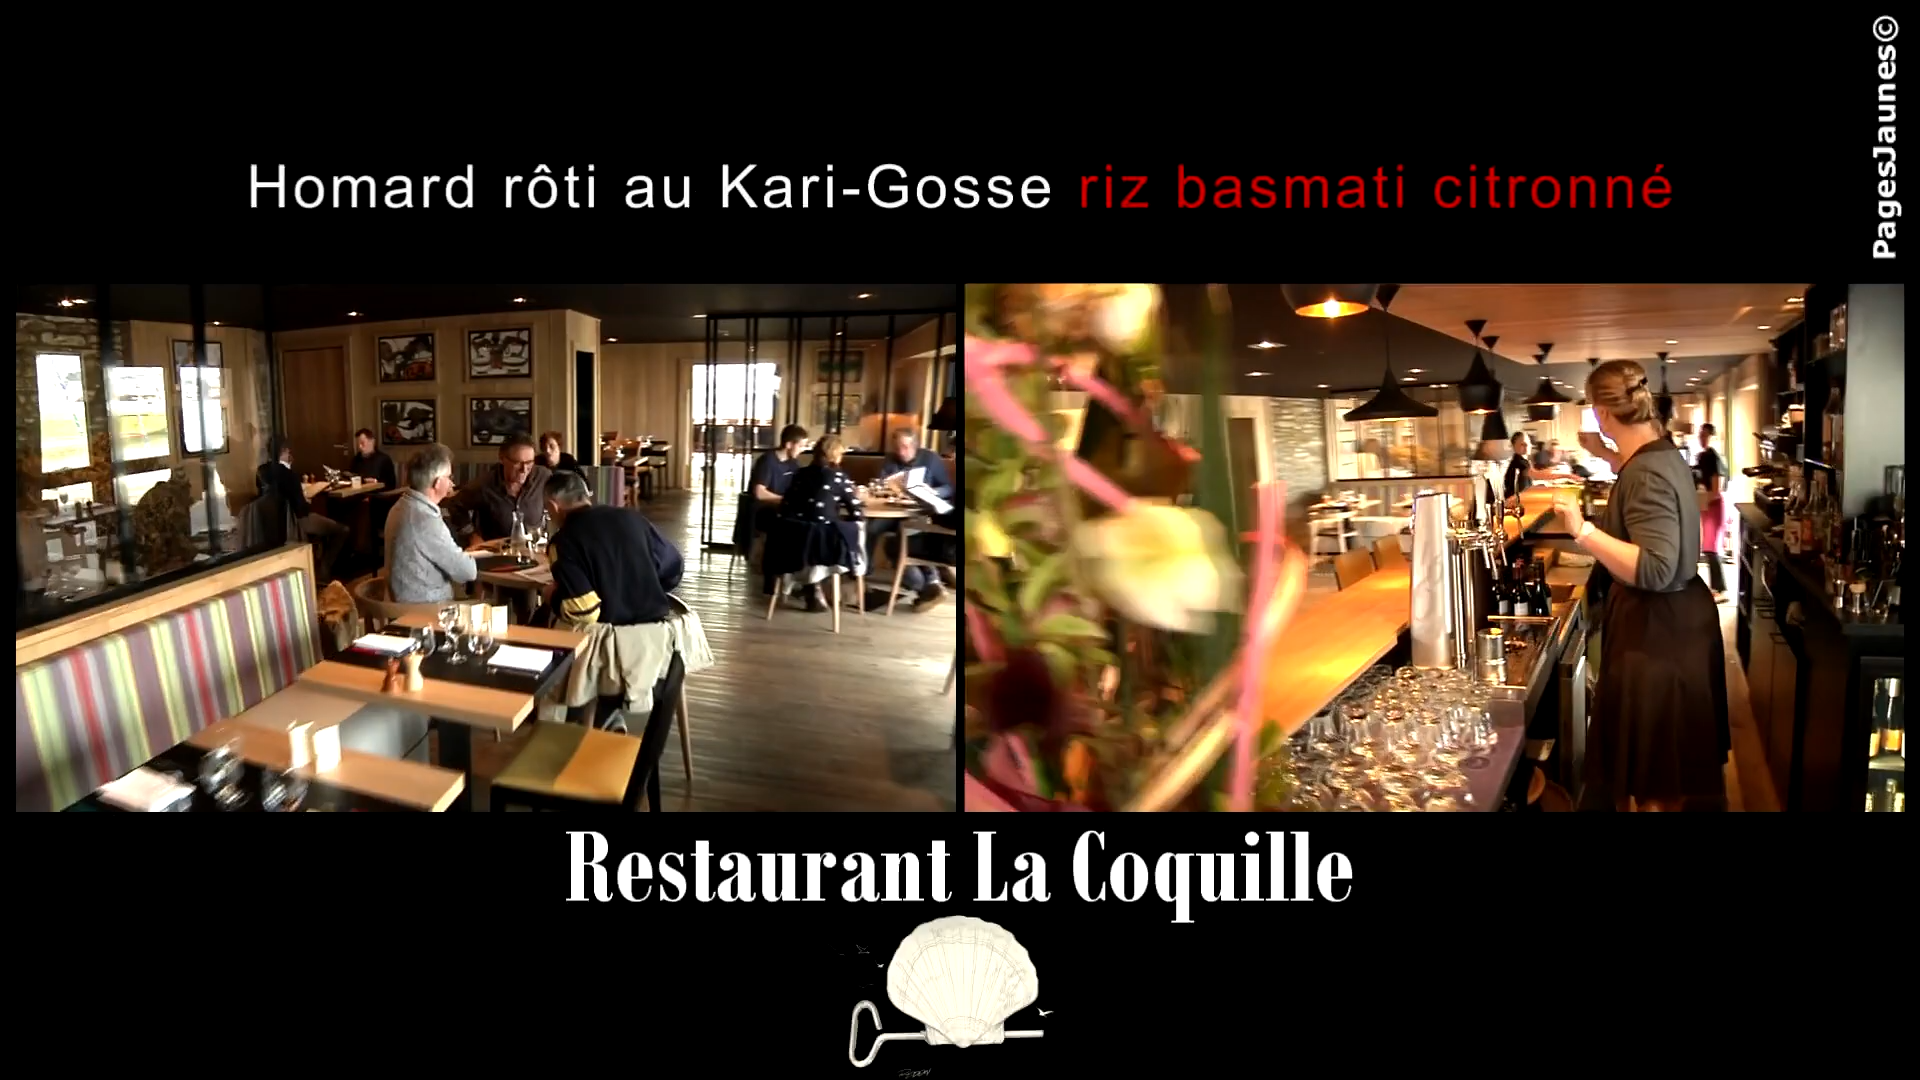 Homard rôti au Kari-Gosse riz basmati citronné
PagesJaunes©
Restaurant La Coquille